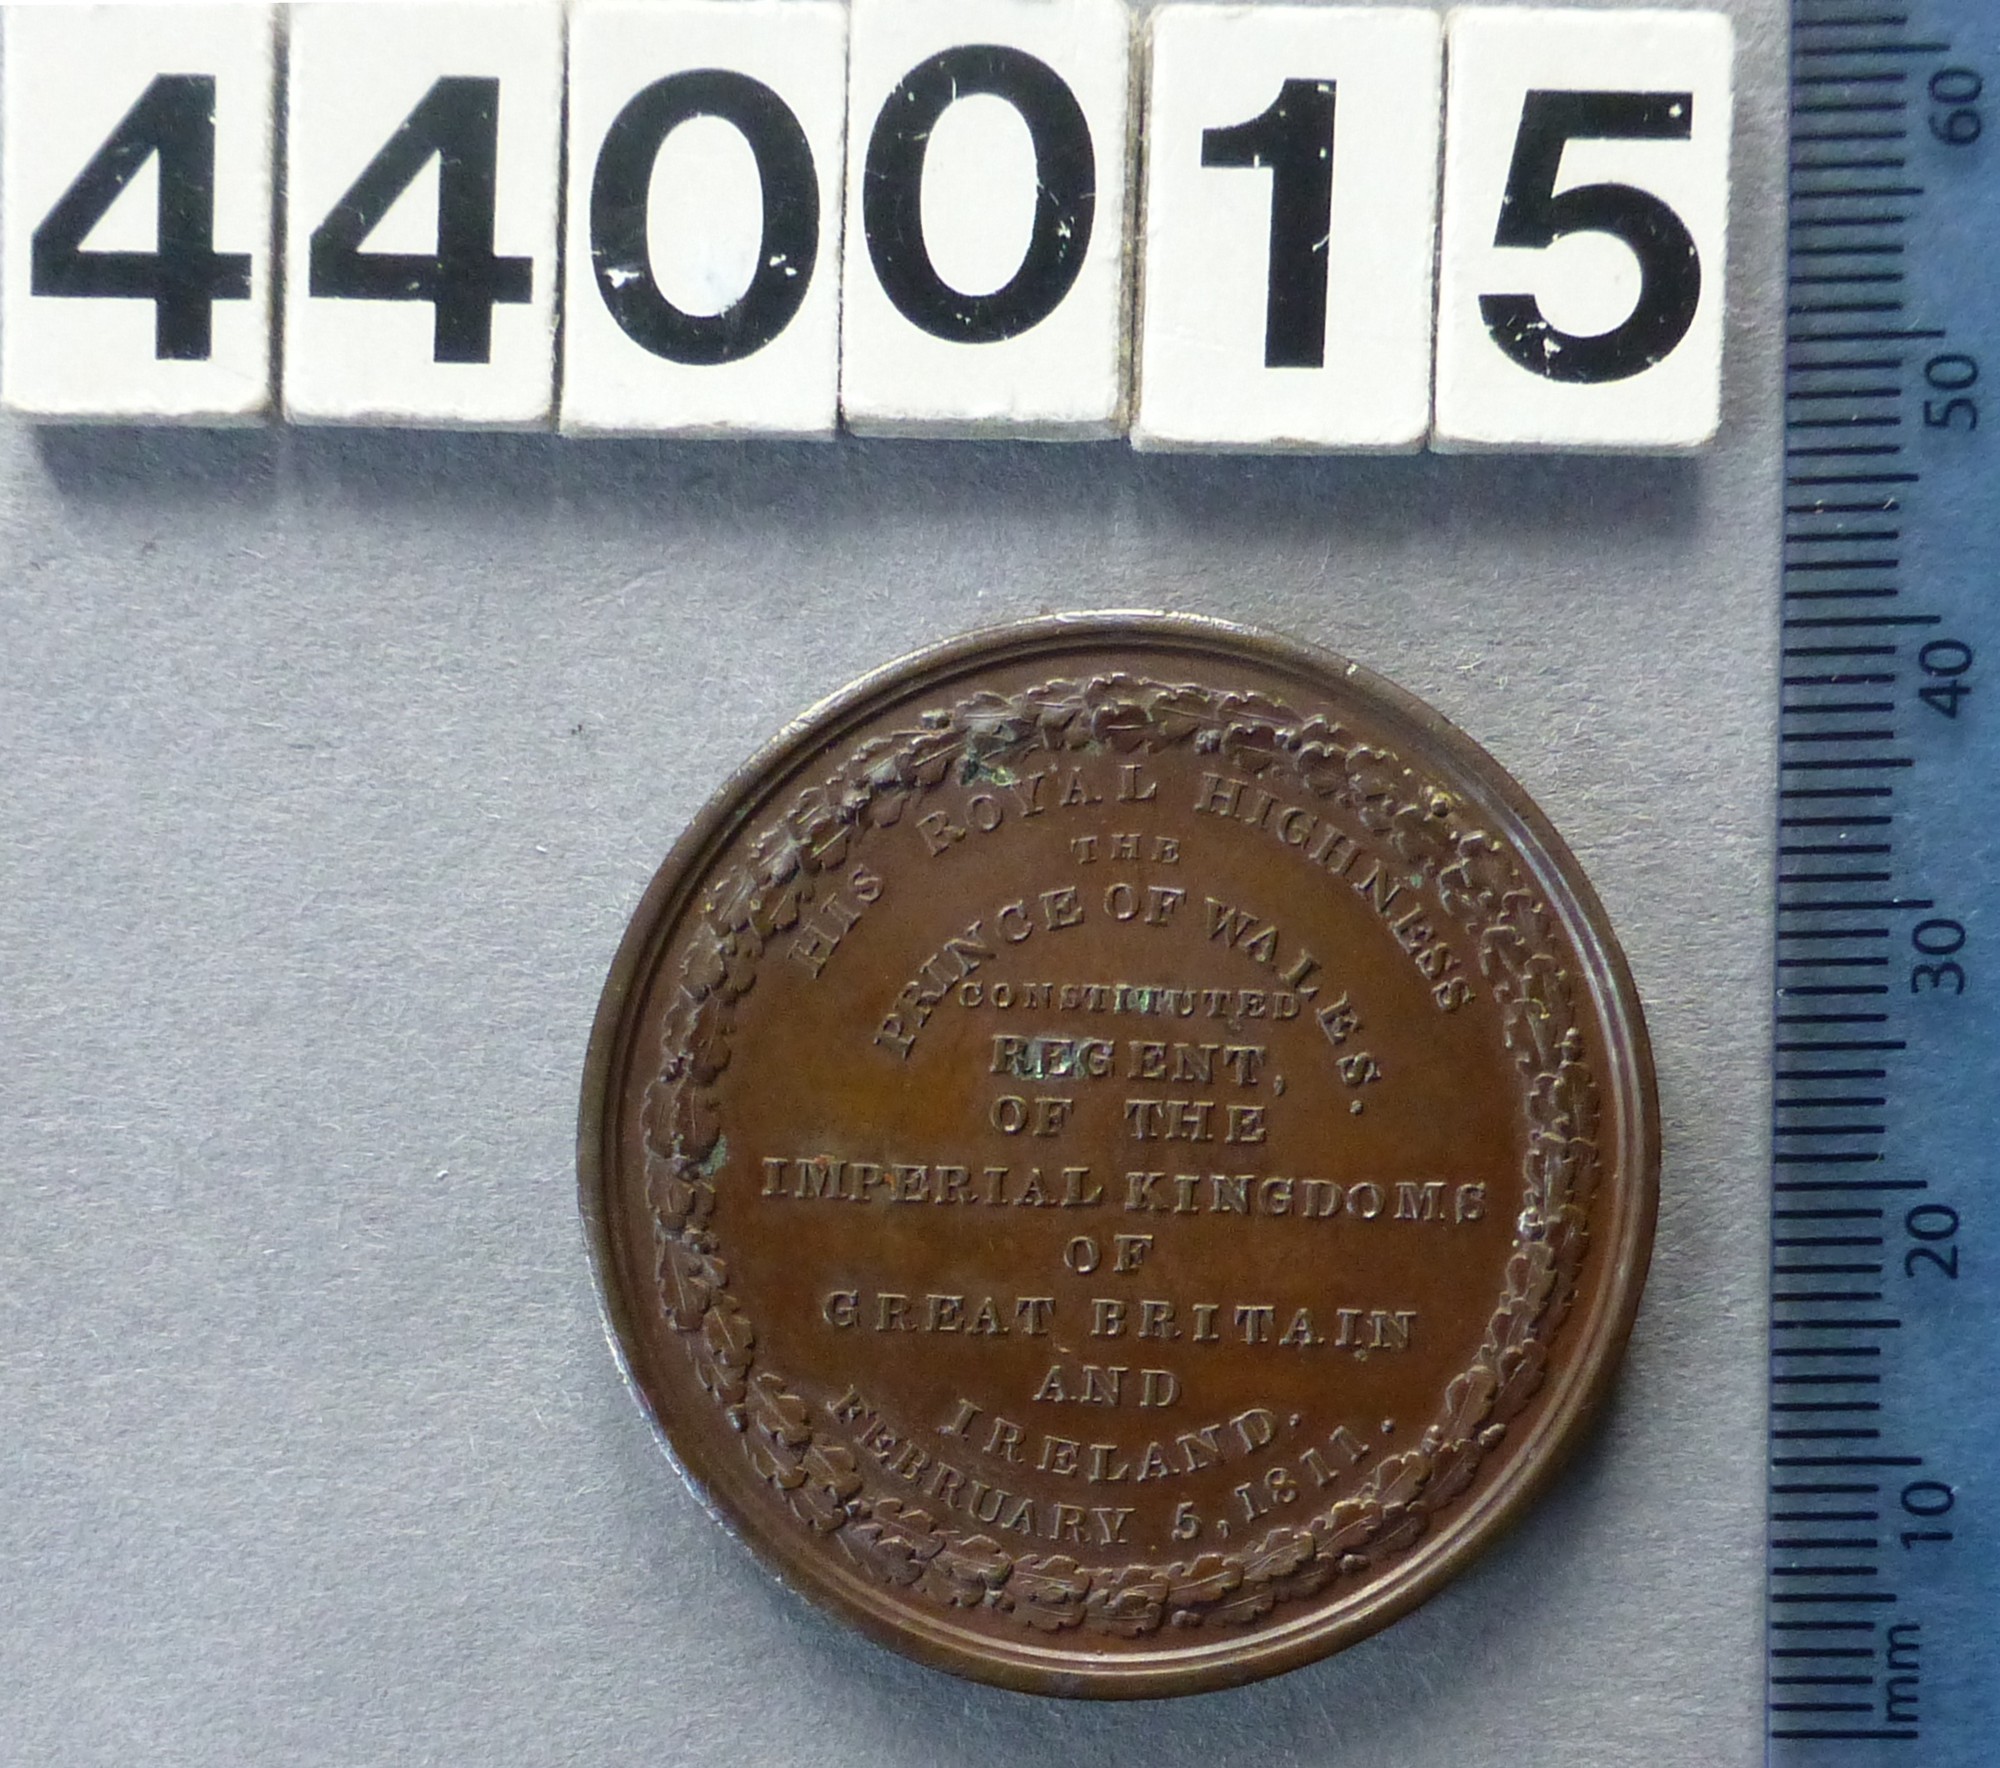 440015
HIS ROYAL HIGHNESS
THE
PRINCE OF WALES.
CONSTITUTED
REGENT,
OF THE
IMPERIAL KINGDOMS
OF
GREAT BRITAIN
AND
IRELAND.
FEBRUARY 5, 1811.
60
50
40
30
20
10
mm